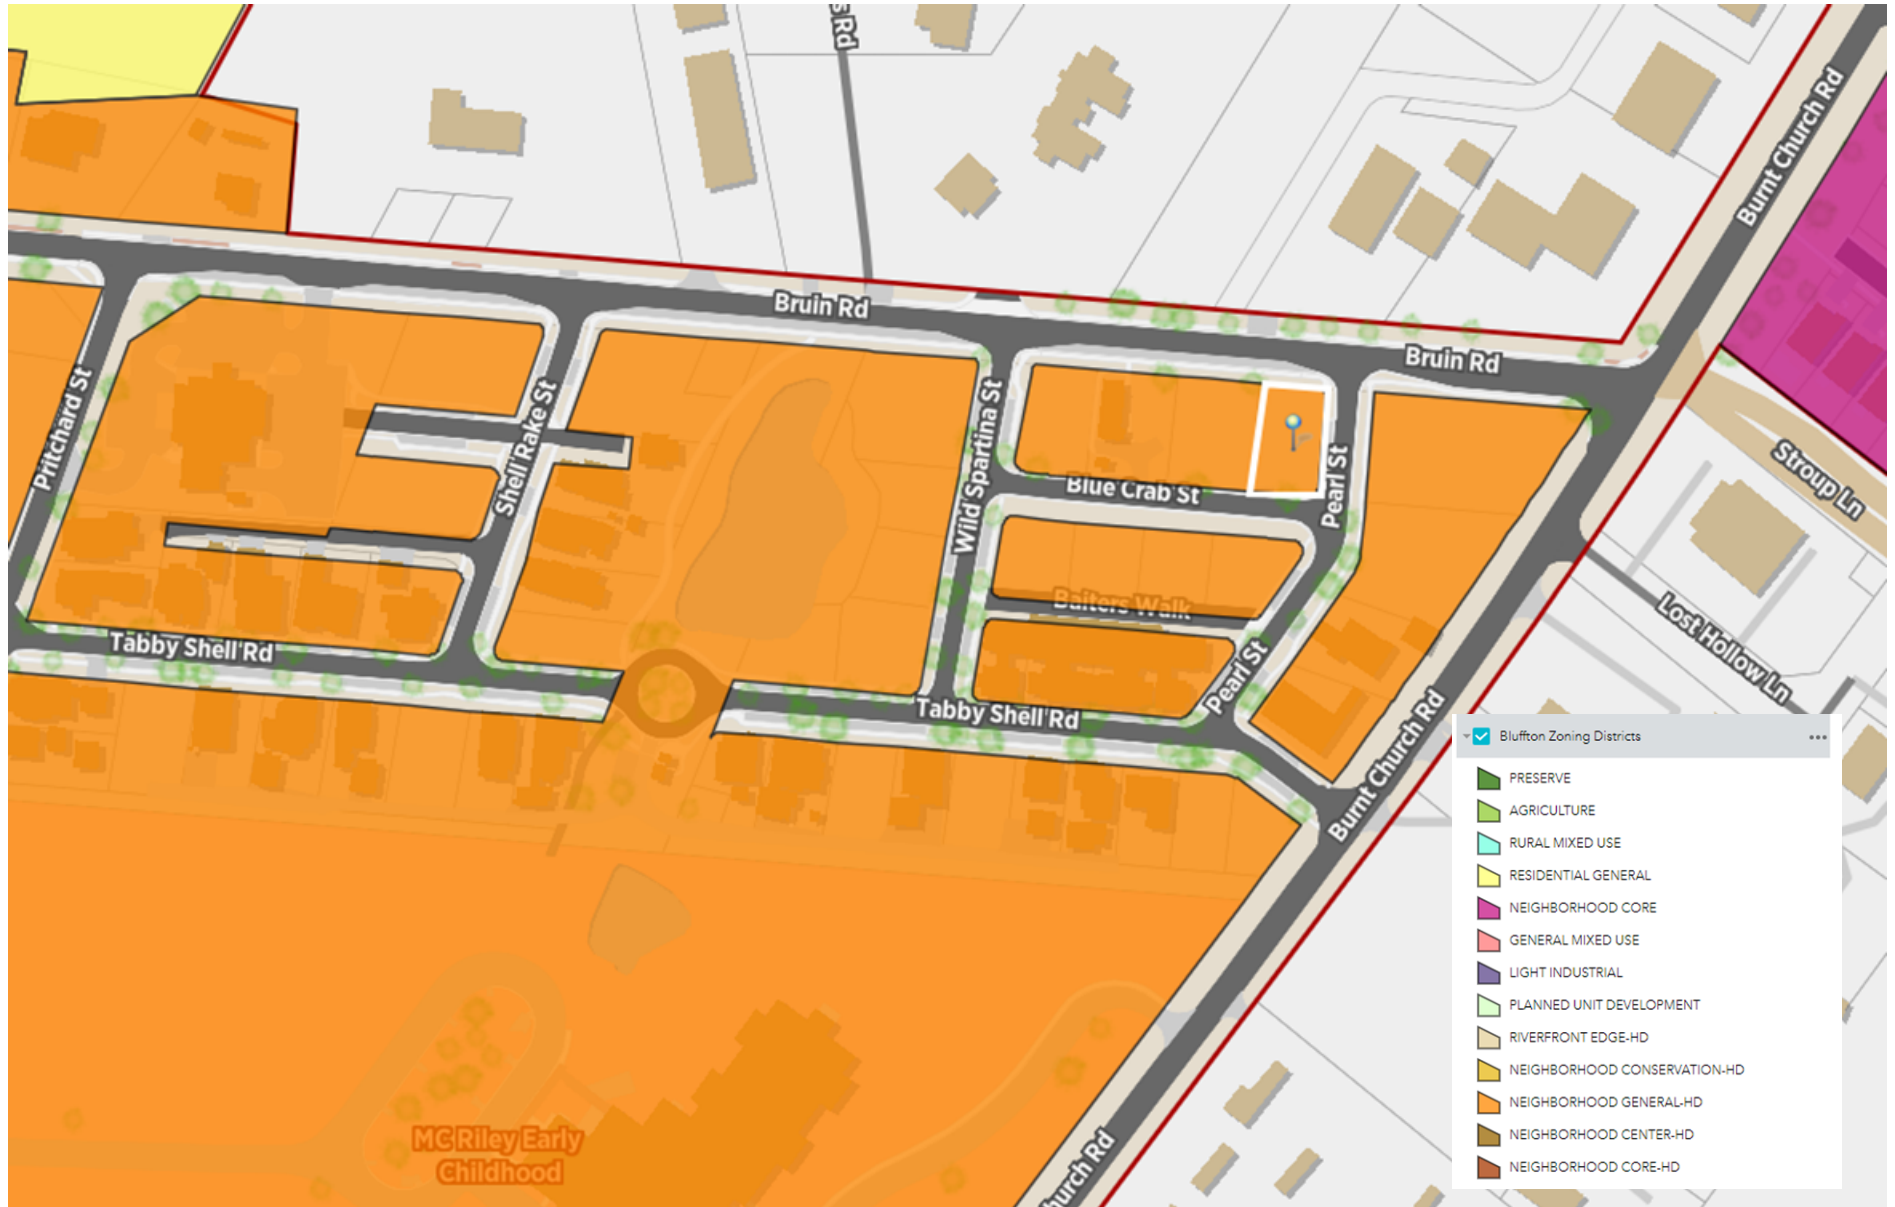 s Rd
Burnt Church Rd
Bruin Rd
Bruin Rd
Pritchard St
Shell Rake St
Wild Spartina St
Blue Crab St
Pearl St
Stroup Ln
Baiters Walk
Lost Hollow Ln
Tabby Shell Rd
Pearl St
Tabby Shell Rd
Burnt Church Rd
MC Riley Early
Childhood
hurch Rd
Bluffton Zoning Districts
PRESERVE
AGRICULTURE
RURAL MIXED USE
RESIDENTIAL GENERAL
NEIGHBORHOOD CORE
GENERAL MIXED USE
LIGHT INDUSTRIAL
PLANNED UNIT DEVELOPMENT
RIVERFRONT EDGE-HD
NEIGHBORHOOD CONSERVATION-HD
NEIGHBORHOOD GENERAL-HD
NEIGHBORHOOD CENTER-HD
NEIGHBORHOOD CORE-HD